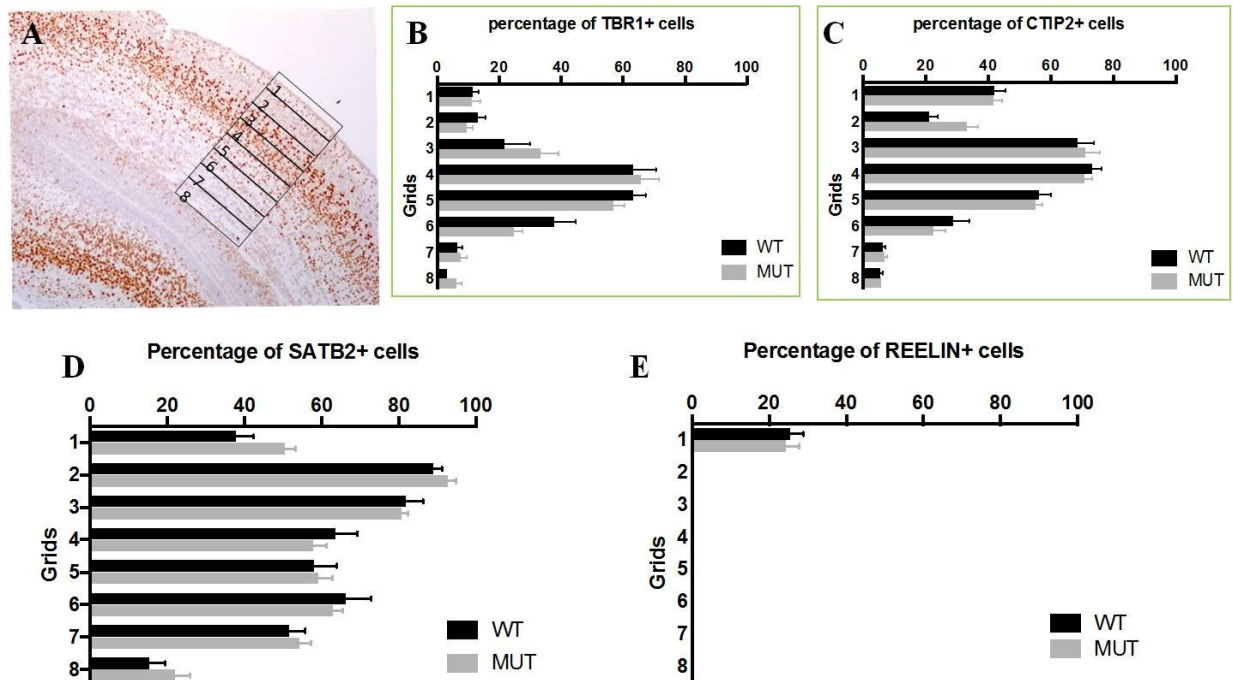 A
1
2
3
4
5
6
7
8
B
percentage of TBR1+ cells
0 20 40 60 80 100
1
2
3
4
5
6
7
8
Grids
WT
MUT
C
percentage of CTIP2+ cells
0 20 40 60 80 100
1
2
3
4
5
6
7
8
Grids
WT
MUT
D
Percentage of SATB2+ cells
0 20 40 60 80 100
1
2
3
4
5
6
7
8
Grids
WT
MUT
E
Percentage of REELIN+ cells
0 20 40 60 80 100
1
2
3
4
5
6
7
8
Grids
WT
MUT